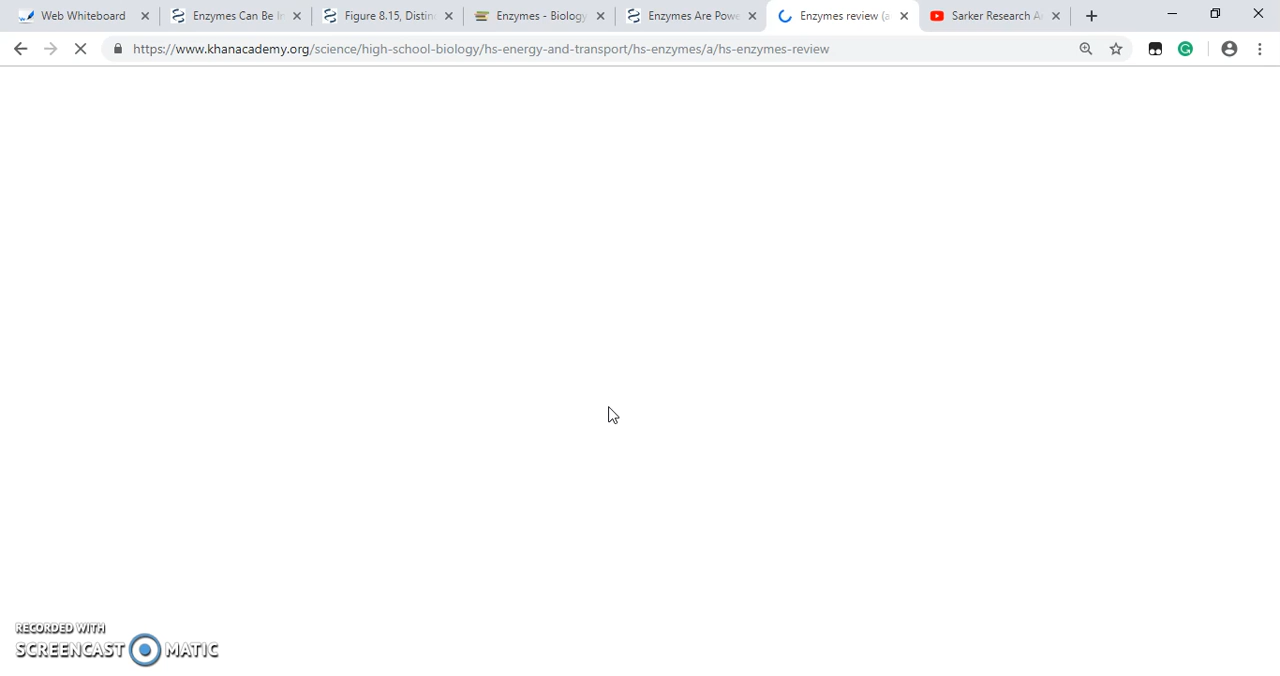 Web Whiteboard
Enzymes Can Be In
Figure 8.15, Distin
Enzymes - Biology
Enzymes Are Powe
Enzymes review (a
Sarker Research A
https://www.khanacademy.org/science/high-school-biology/hs-energy-and-transport/hs-enzymes/a/hs-enzymes-review
RECORDED WITH
SCREENCAST MATIC